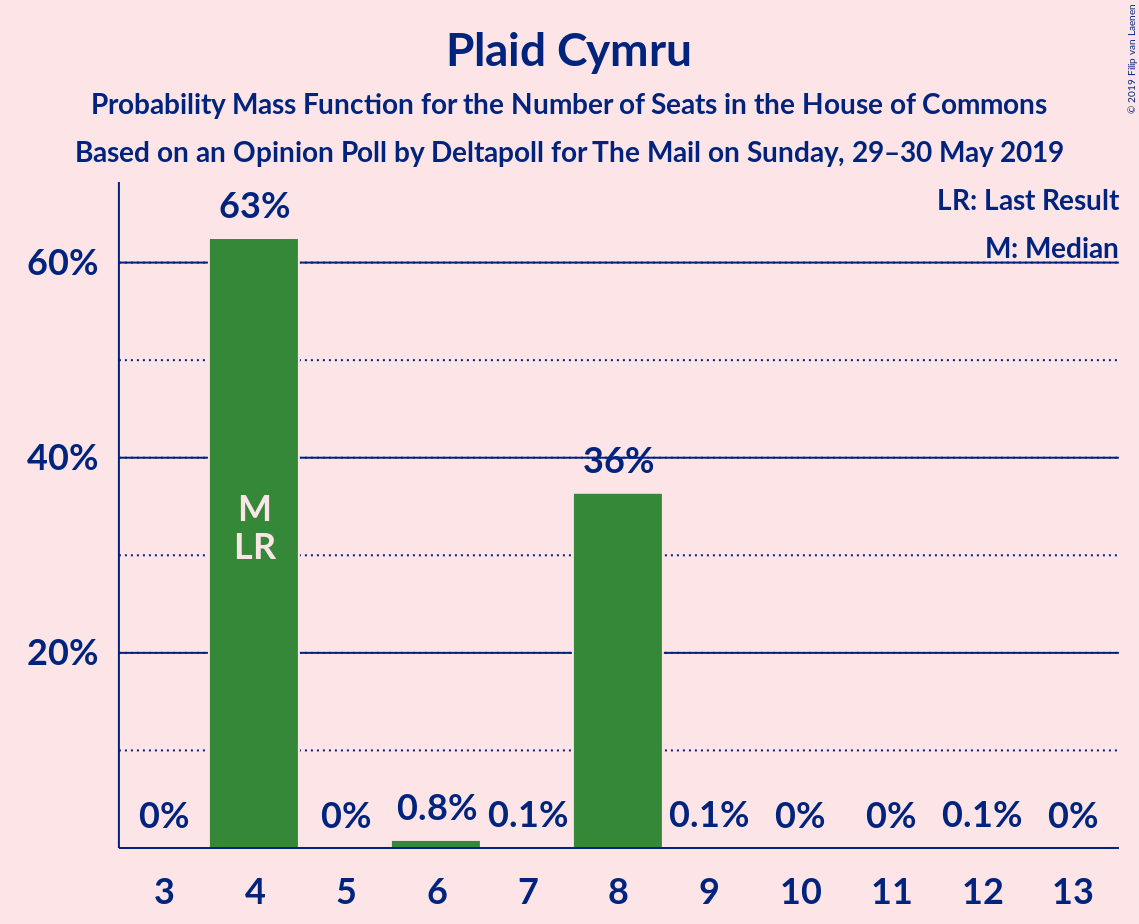 Plaid Cymru
Probability Mass Function for the Number of Seats in the House of Commons
Based on an Opinion Poll by Deltapoll for The Mail on Sunday, 29–30 May 2019
© 2019 Filip van Laenen
LR: Last Result
M: Median
60%
40%
20%
63%
M
LR
36%
0%
0%
0.8%
0.1%
0.1%
0%
0%
0.1%
0%
3 4 5 6 7 8 9 10 11 12 13